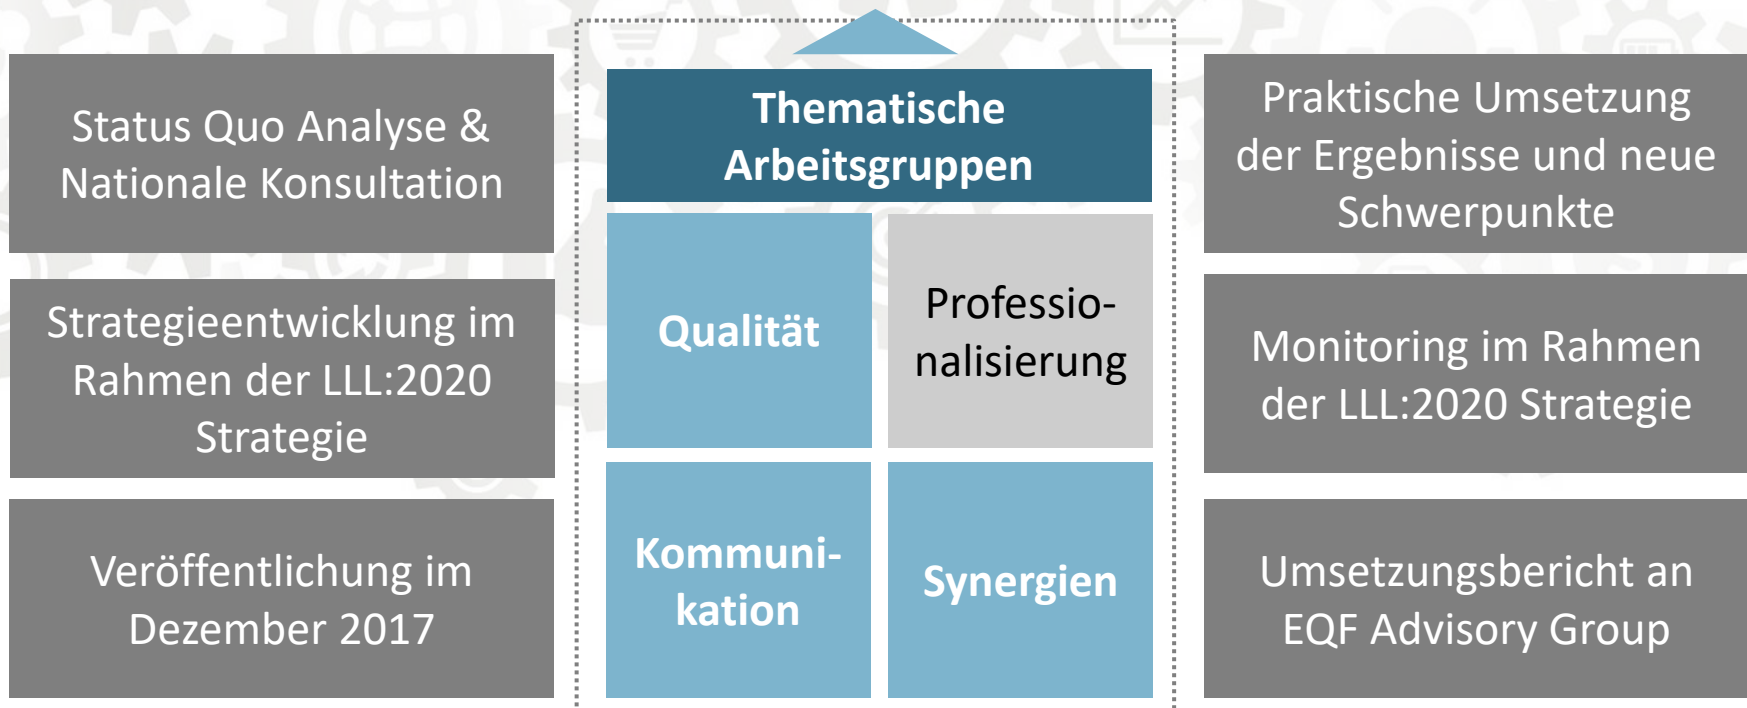 Status Quo Analyse &
Nationale Konsultation
Strategieentwicklung im
Rahmen der LLL:2020
Strategie
Veröffentlichung im
Dezember 2017
Thematische
Arbeitsgruppen
Qualität
Professio-
nalisierung
Kommuni-
kation
Synergien
Praktische Umsetzung
der Ergebnisse und neue
Schwerpunkte
Monitoring im Rahmen
der LLL:2020 Strategie
Umsetzungsbericht an
EQF Advisory Group